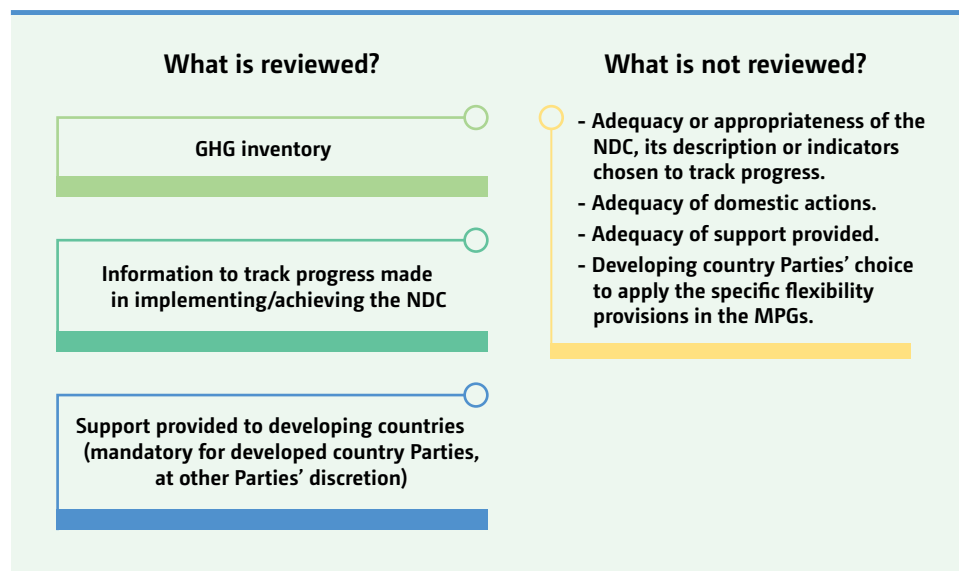 What is reviewed?
GHG inventory
Information to track progress made
in implementing/achieving the NDC
Support provided to developing countries
(mandatory for developed country Parties,
at other Parties’ discretion)
What is not reviewed?
- Adequacy or appropriateness of the
NDC, its description or indicators
chosen to track progress.
- Adequacy of domestic actions.
- Adequacy of support provided.
- Developing country Parties’ choice
to apply the specific flexibility
provisions in the MPGs.